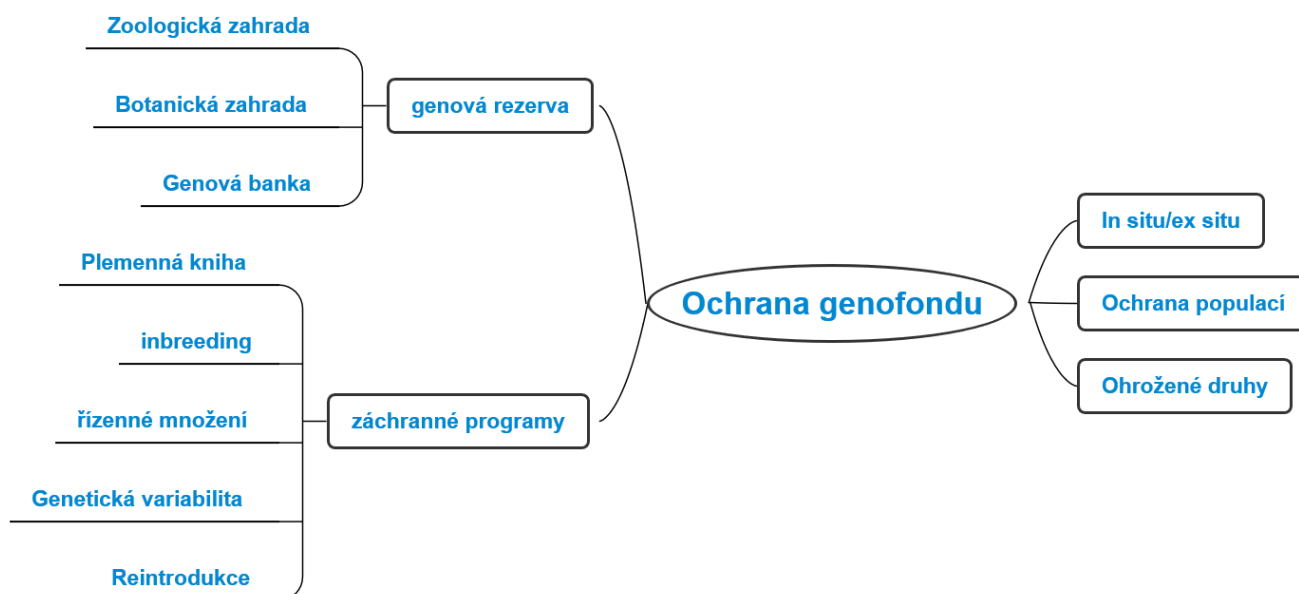 Zoologická zahrada
Botanická zahrada
Genová banka
genová rezerva
Plemenná kniha
inbreeding
řízenné množení
Genetická variabilita
Reintrodukce
záchranné programy
Ochrana genofondu
In situ/ex situ
Ochrana populací
Ohrožené druhy